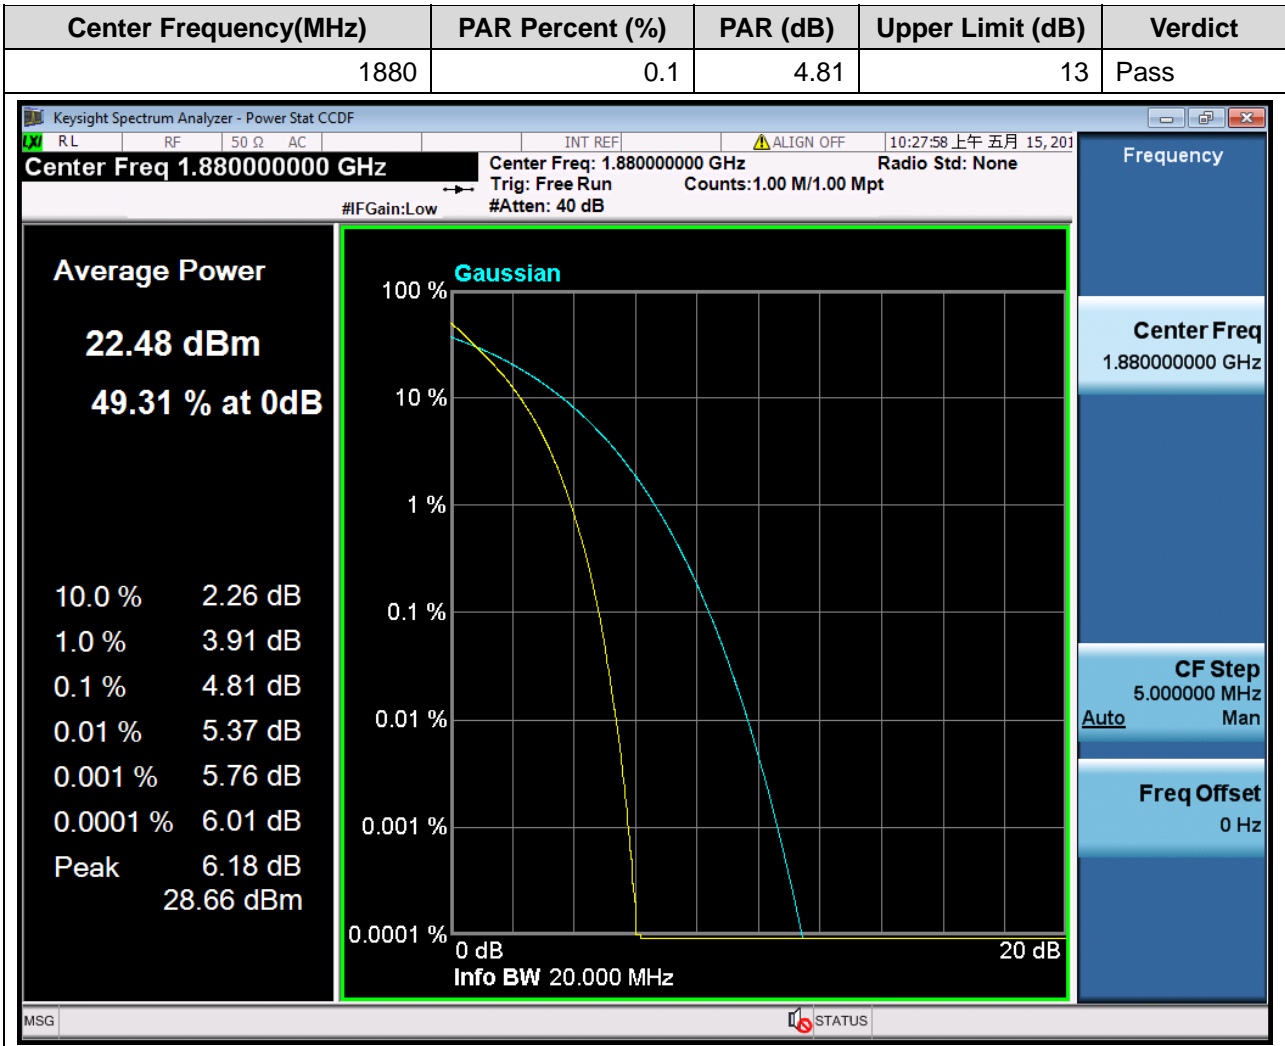 Center Frequency(MHz) PAR Percent (%) PAR (dB) Upper Limit (dB) Verdict
1880 0.1 4.81 13 Pass
Keysight Spectrum Analyzer - Power Stat CCDF
LXI RL RF 50 Ω AC INT REF ALIGN OFF 10:27:58 上午 五月 15, 201
Center Freq 1.880000000 GHz
Center Freq: 1.880000000 GHz Radio Std: None
Trig: Free Run Counts:1.00 M/1.00 Mpt
#IFGain:Low #Atten: 40 dB
Average Power
22.48 dBm
49.31 % at 0dB
10.0 % 2.26 dB
1.0 % 3.91 dB
0.1 % 4.81 dB
0.01 % 5.37 dB
0.001 % 5.76 dB
0.0001 % 6.01 dB
Peak 6.18 dB
28.66 dBm
Gaussian
100 %
10 %
1 %
0.1 %
0.01 %
0.001 %
0.0001 %
0 dB 20 dB
Info BW 20.000 MHz
Frequency
Center Freq
1.880000000 GHz
CF Step
5.000000 MHz
Auto Man
Freq Offset
0 Hz
MSG STATUS